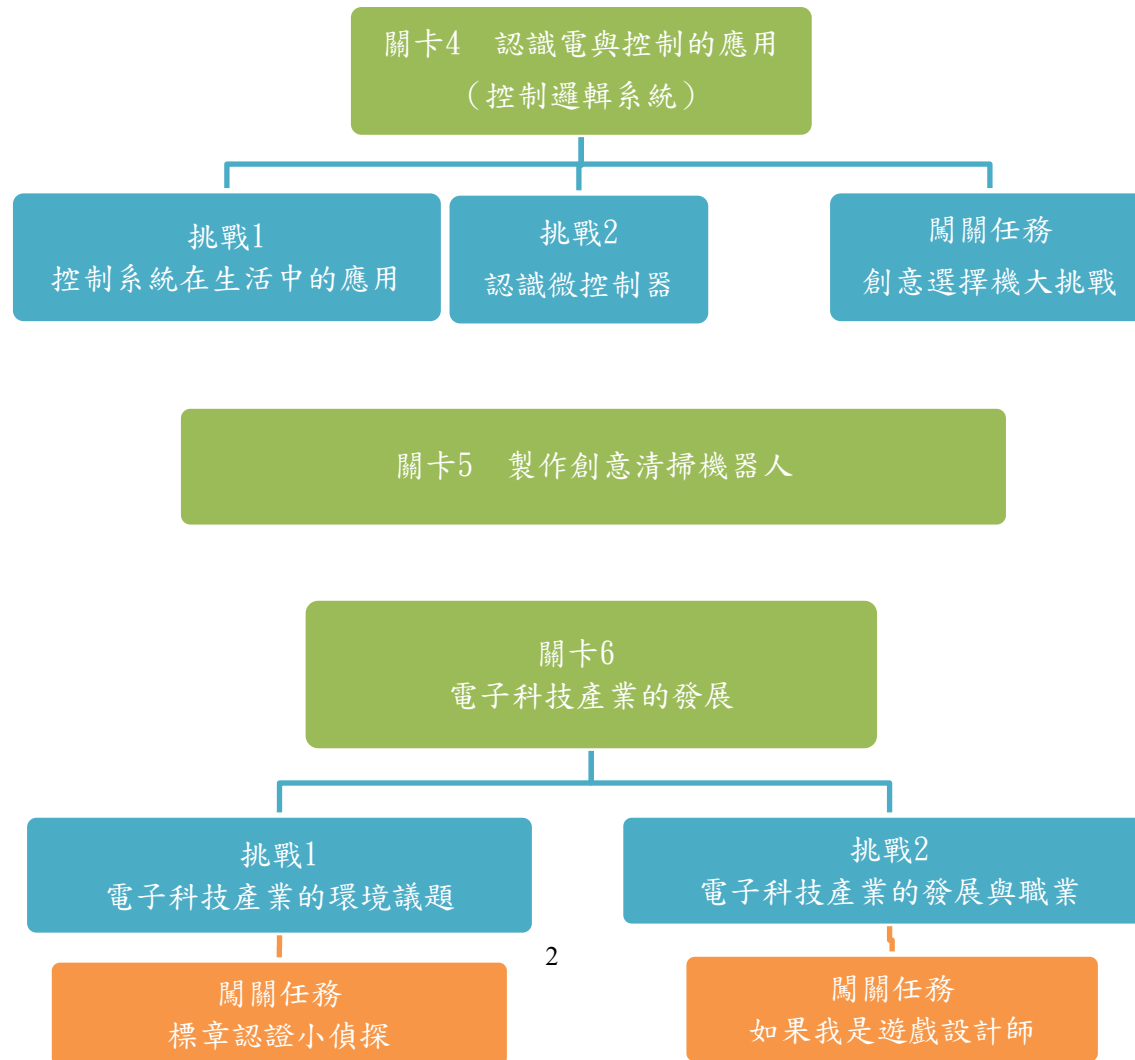 關卡4　認識電與控制的應用
（控制邏輯系統）
挑戰1
控制系統在生活中的應用
挑戰2
認識微控制器
闖關任務
創意選擇機大挑戰
關卡5　製作創意清掃機器人
關卡6
電子科技產業的發展
挑戰1
電子科技產業的環境議題
挑戰2
電子科技產業的發展與職業
2
闖關任務
標章認證小偵探
闖關任務
如果我是遊戲設計師